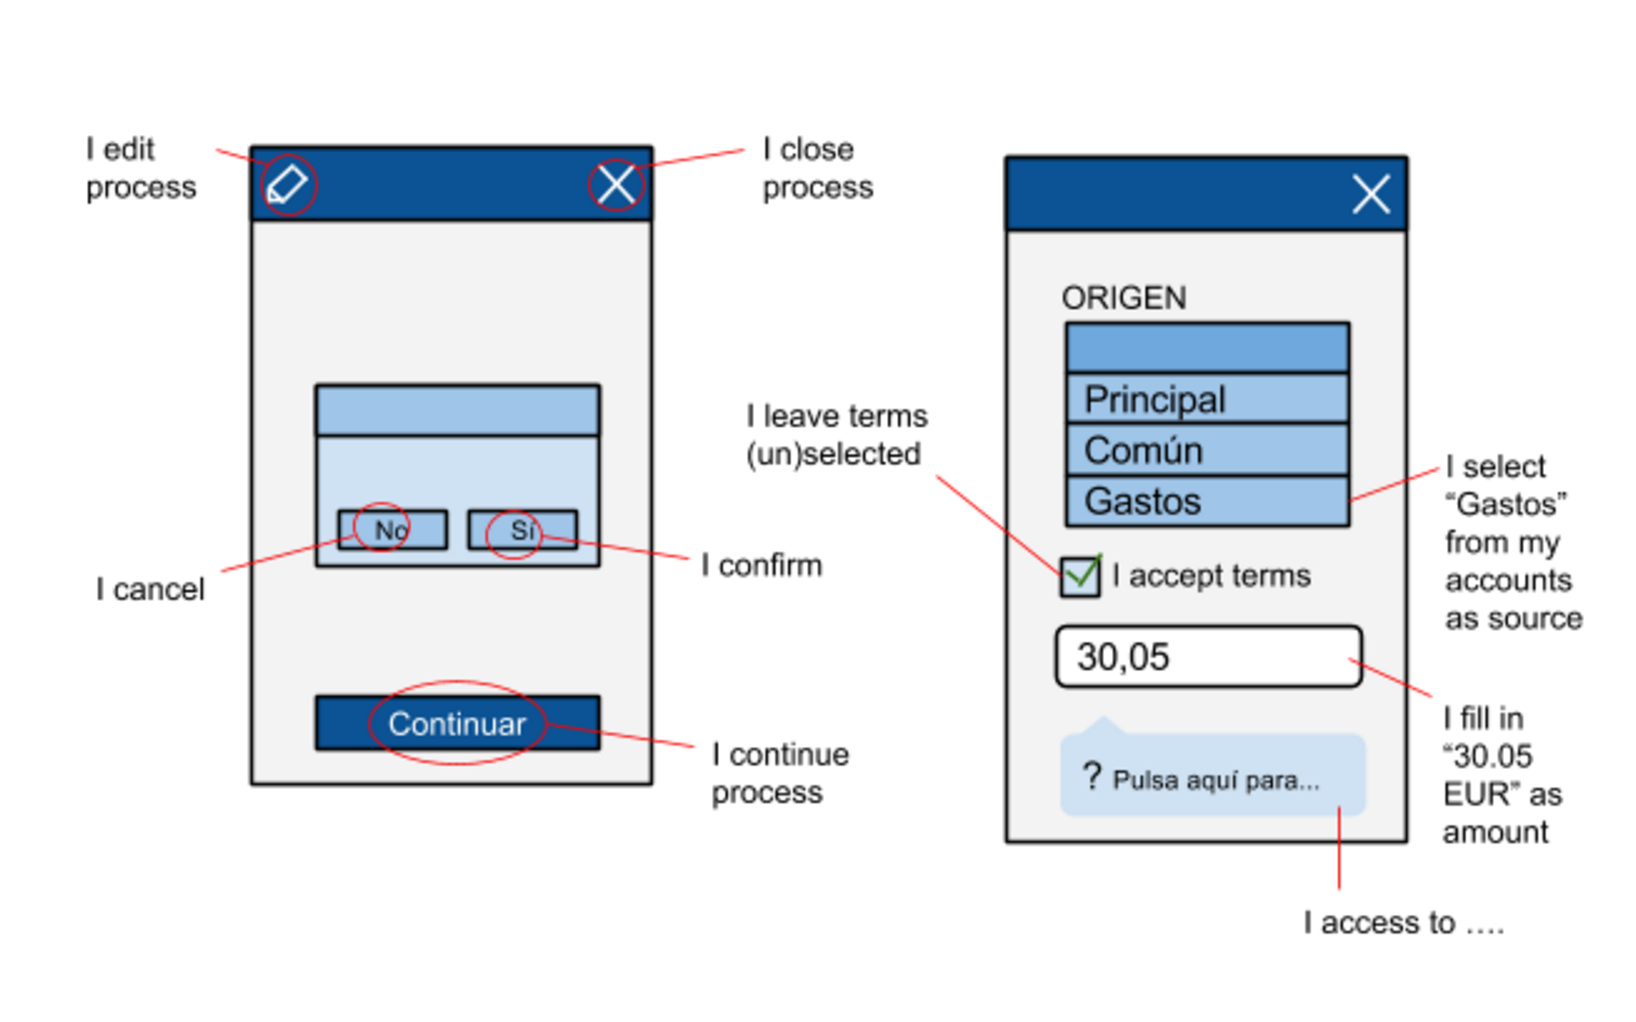 I edit
process
I close
process
No
Sí
I cancel
I confirm
Continuar
I continue
process
ORIGEN
Principal
Común
Gastos
I leave terms
(un)selected
I select
“Gastos”
from my
accounts
as source
I accept terms
30,05
I fill in
“30.05
EUR” as
amount
? Pulsa aquí para...
I access to ....